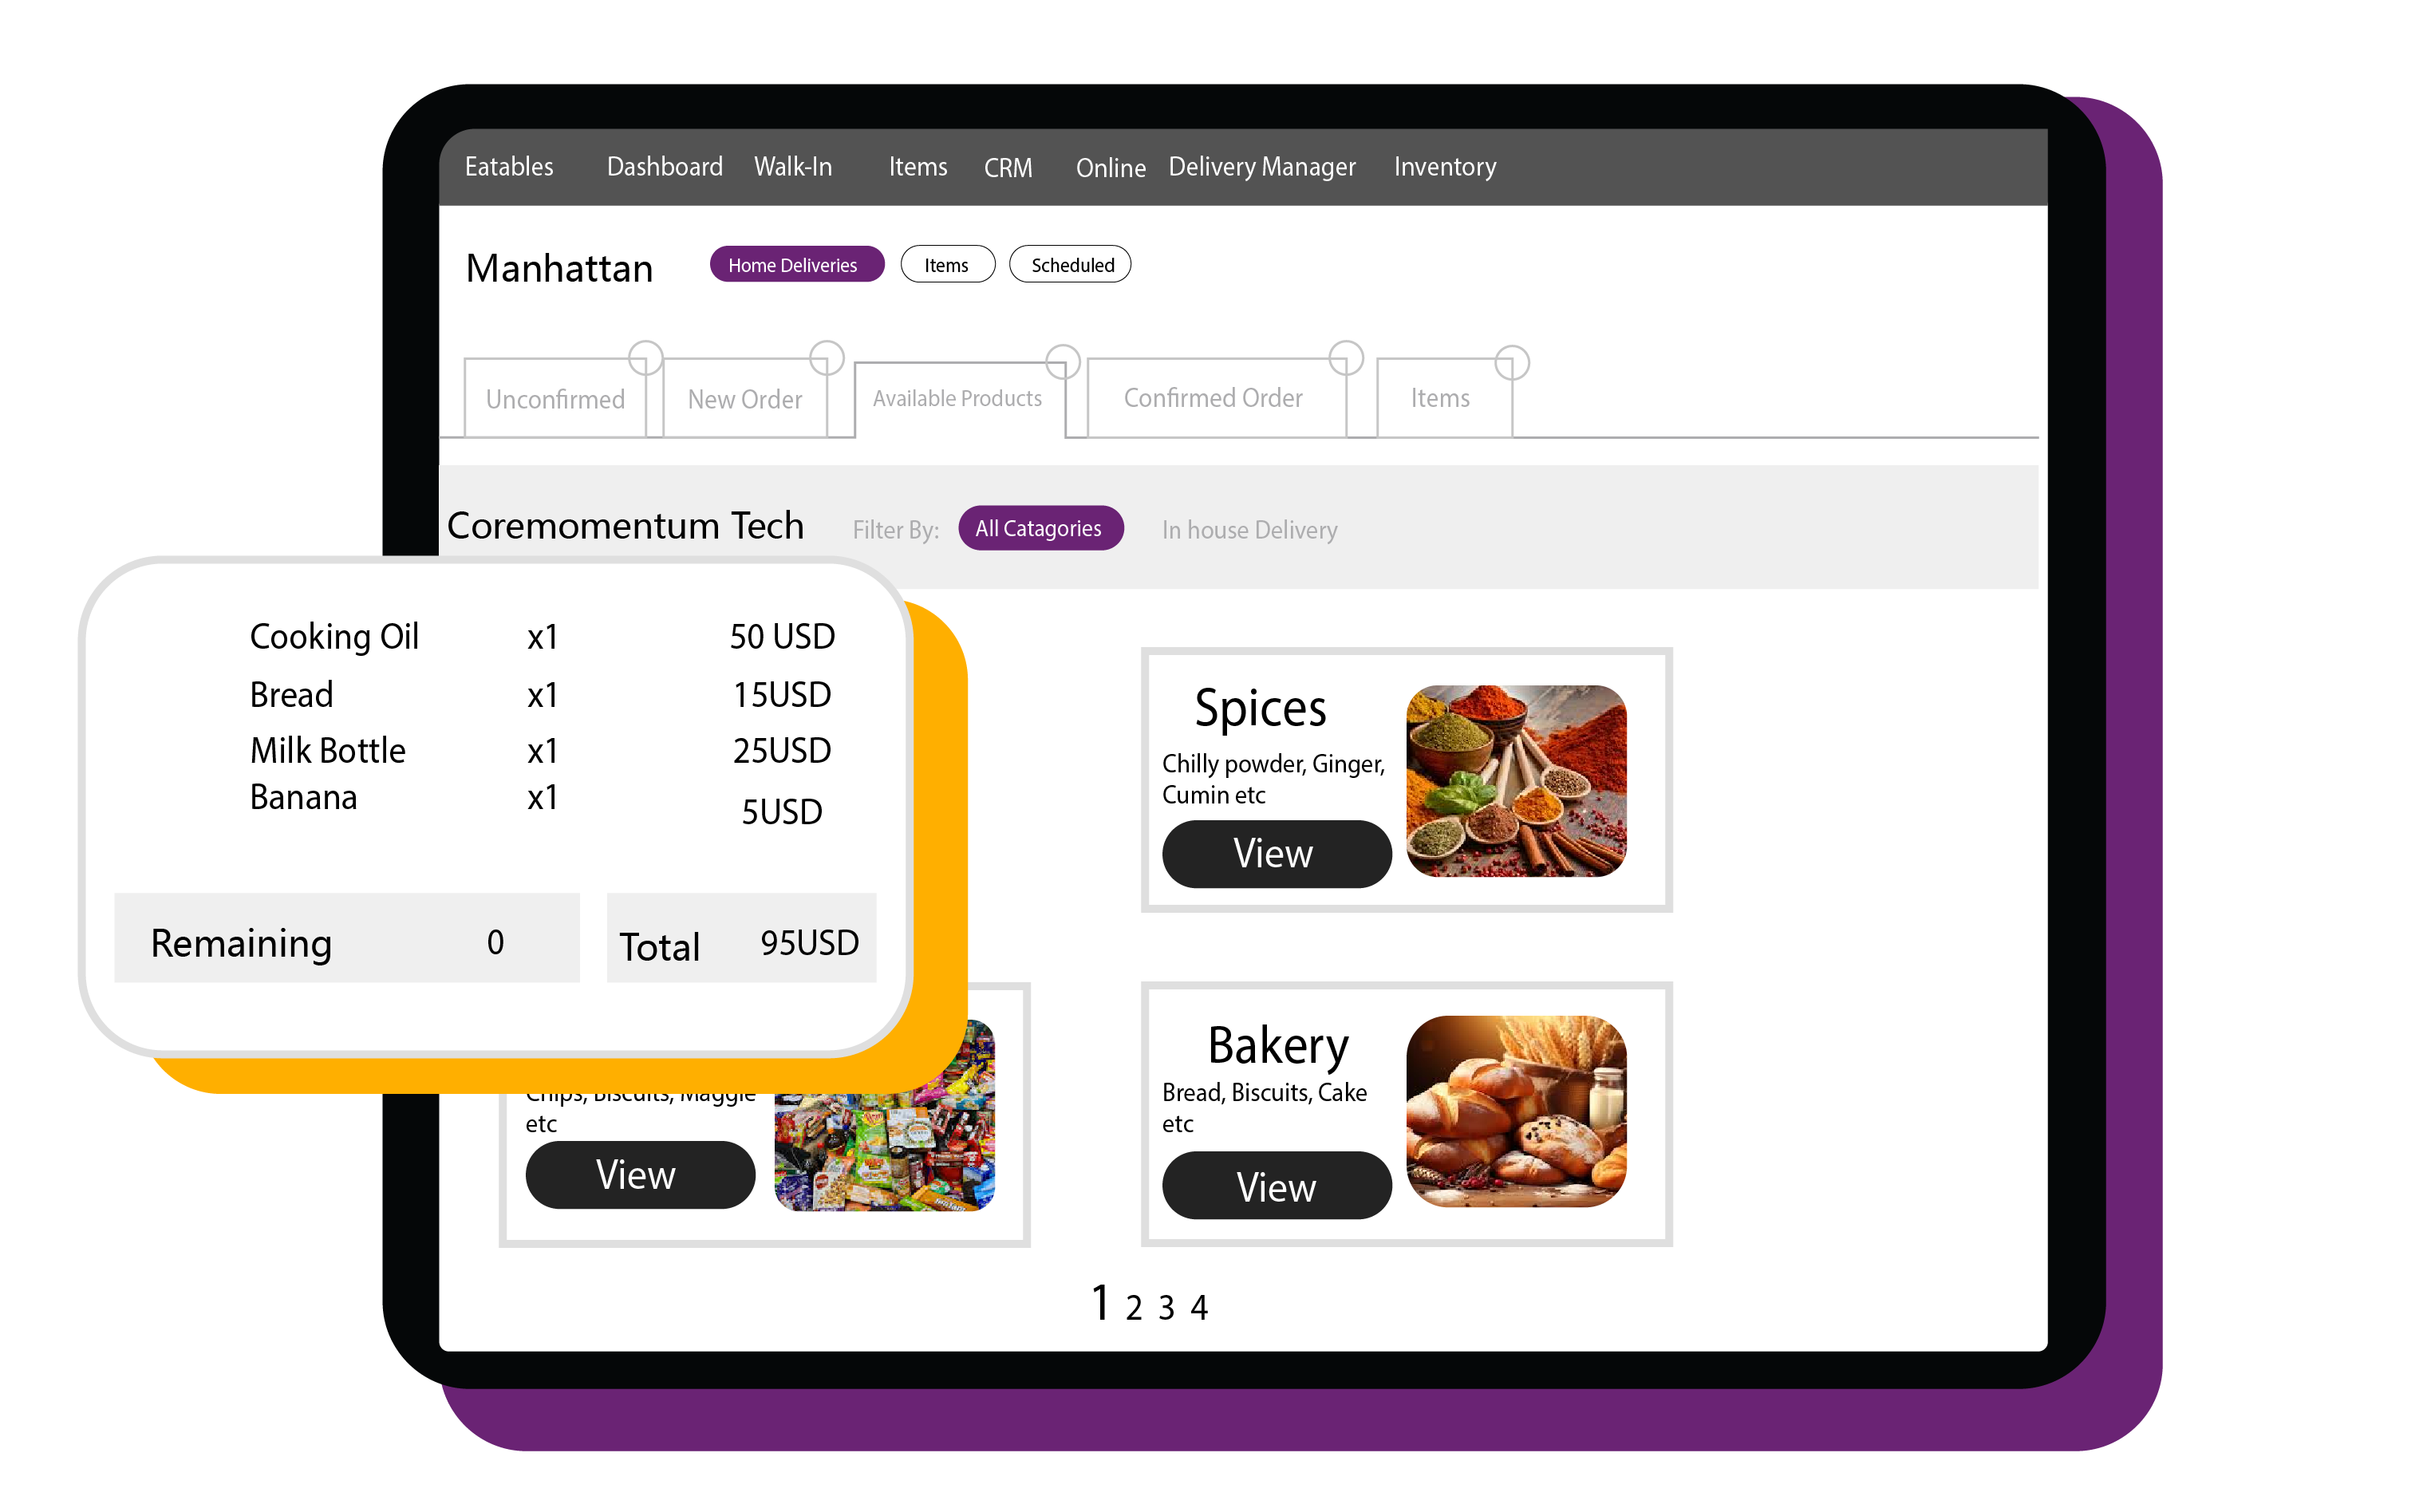 Eatables Dashboard Walk-In Items CRM Online Delivery Manager Inventory
Manhattan Home Deliveries Items Scheduled
Unconfirmed New Order Available Products Confirmed Order Items
Coremomentum Tech Filter By: All Catagories In house Delivery
Cooking Oil x1 50 USD
Bread x1 15USD
Milk Bottle x1 25USD
Banana x1 5USD
Remaining 0 Total 95USD
Spices
Chilly powder, Ginger,
Cumin etc
View
Chips, Biscuits, Maggie
etc
View
Bakery
Bread, Biscuits, Cake
etc
View
1 2 3 4